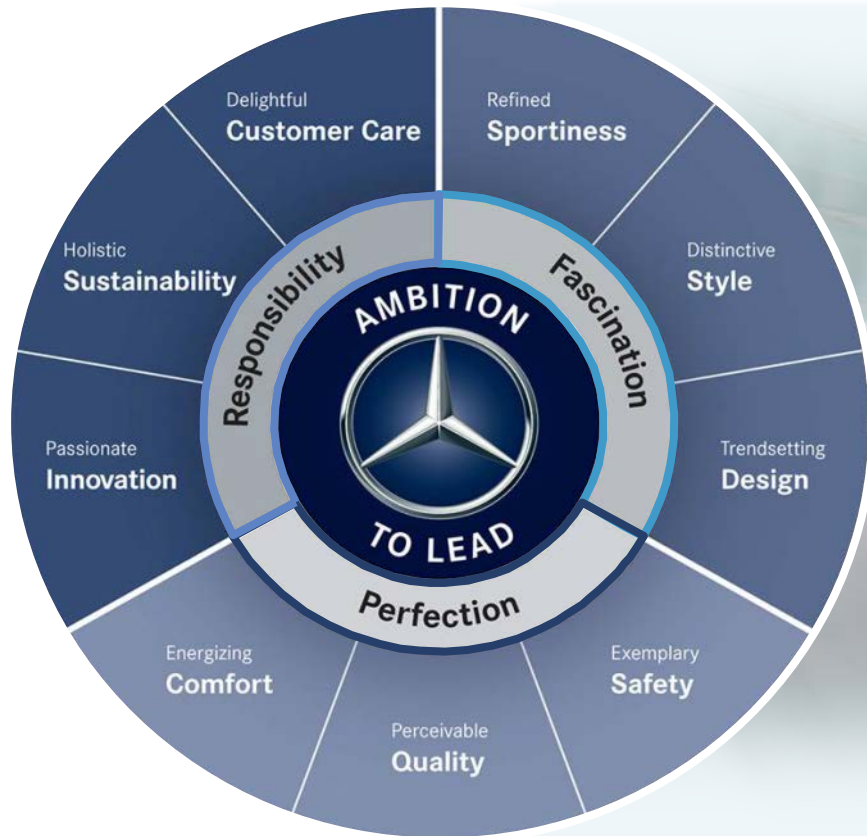 Delightful
Customer Care
Refined
Sportiness
Holistic
Sustainability
Distinctive
Style
Responsibility
Fascination
AMBITION
TO LEAD
Passionate
Innovation
Trendsetting
Design
Perfection
Energizing
Comfort
Exemplary
Safety
Perceivable
Quality